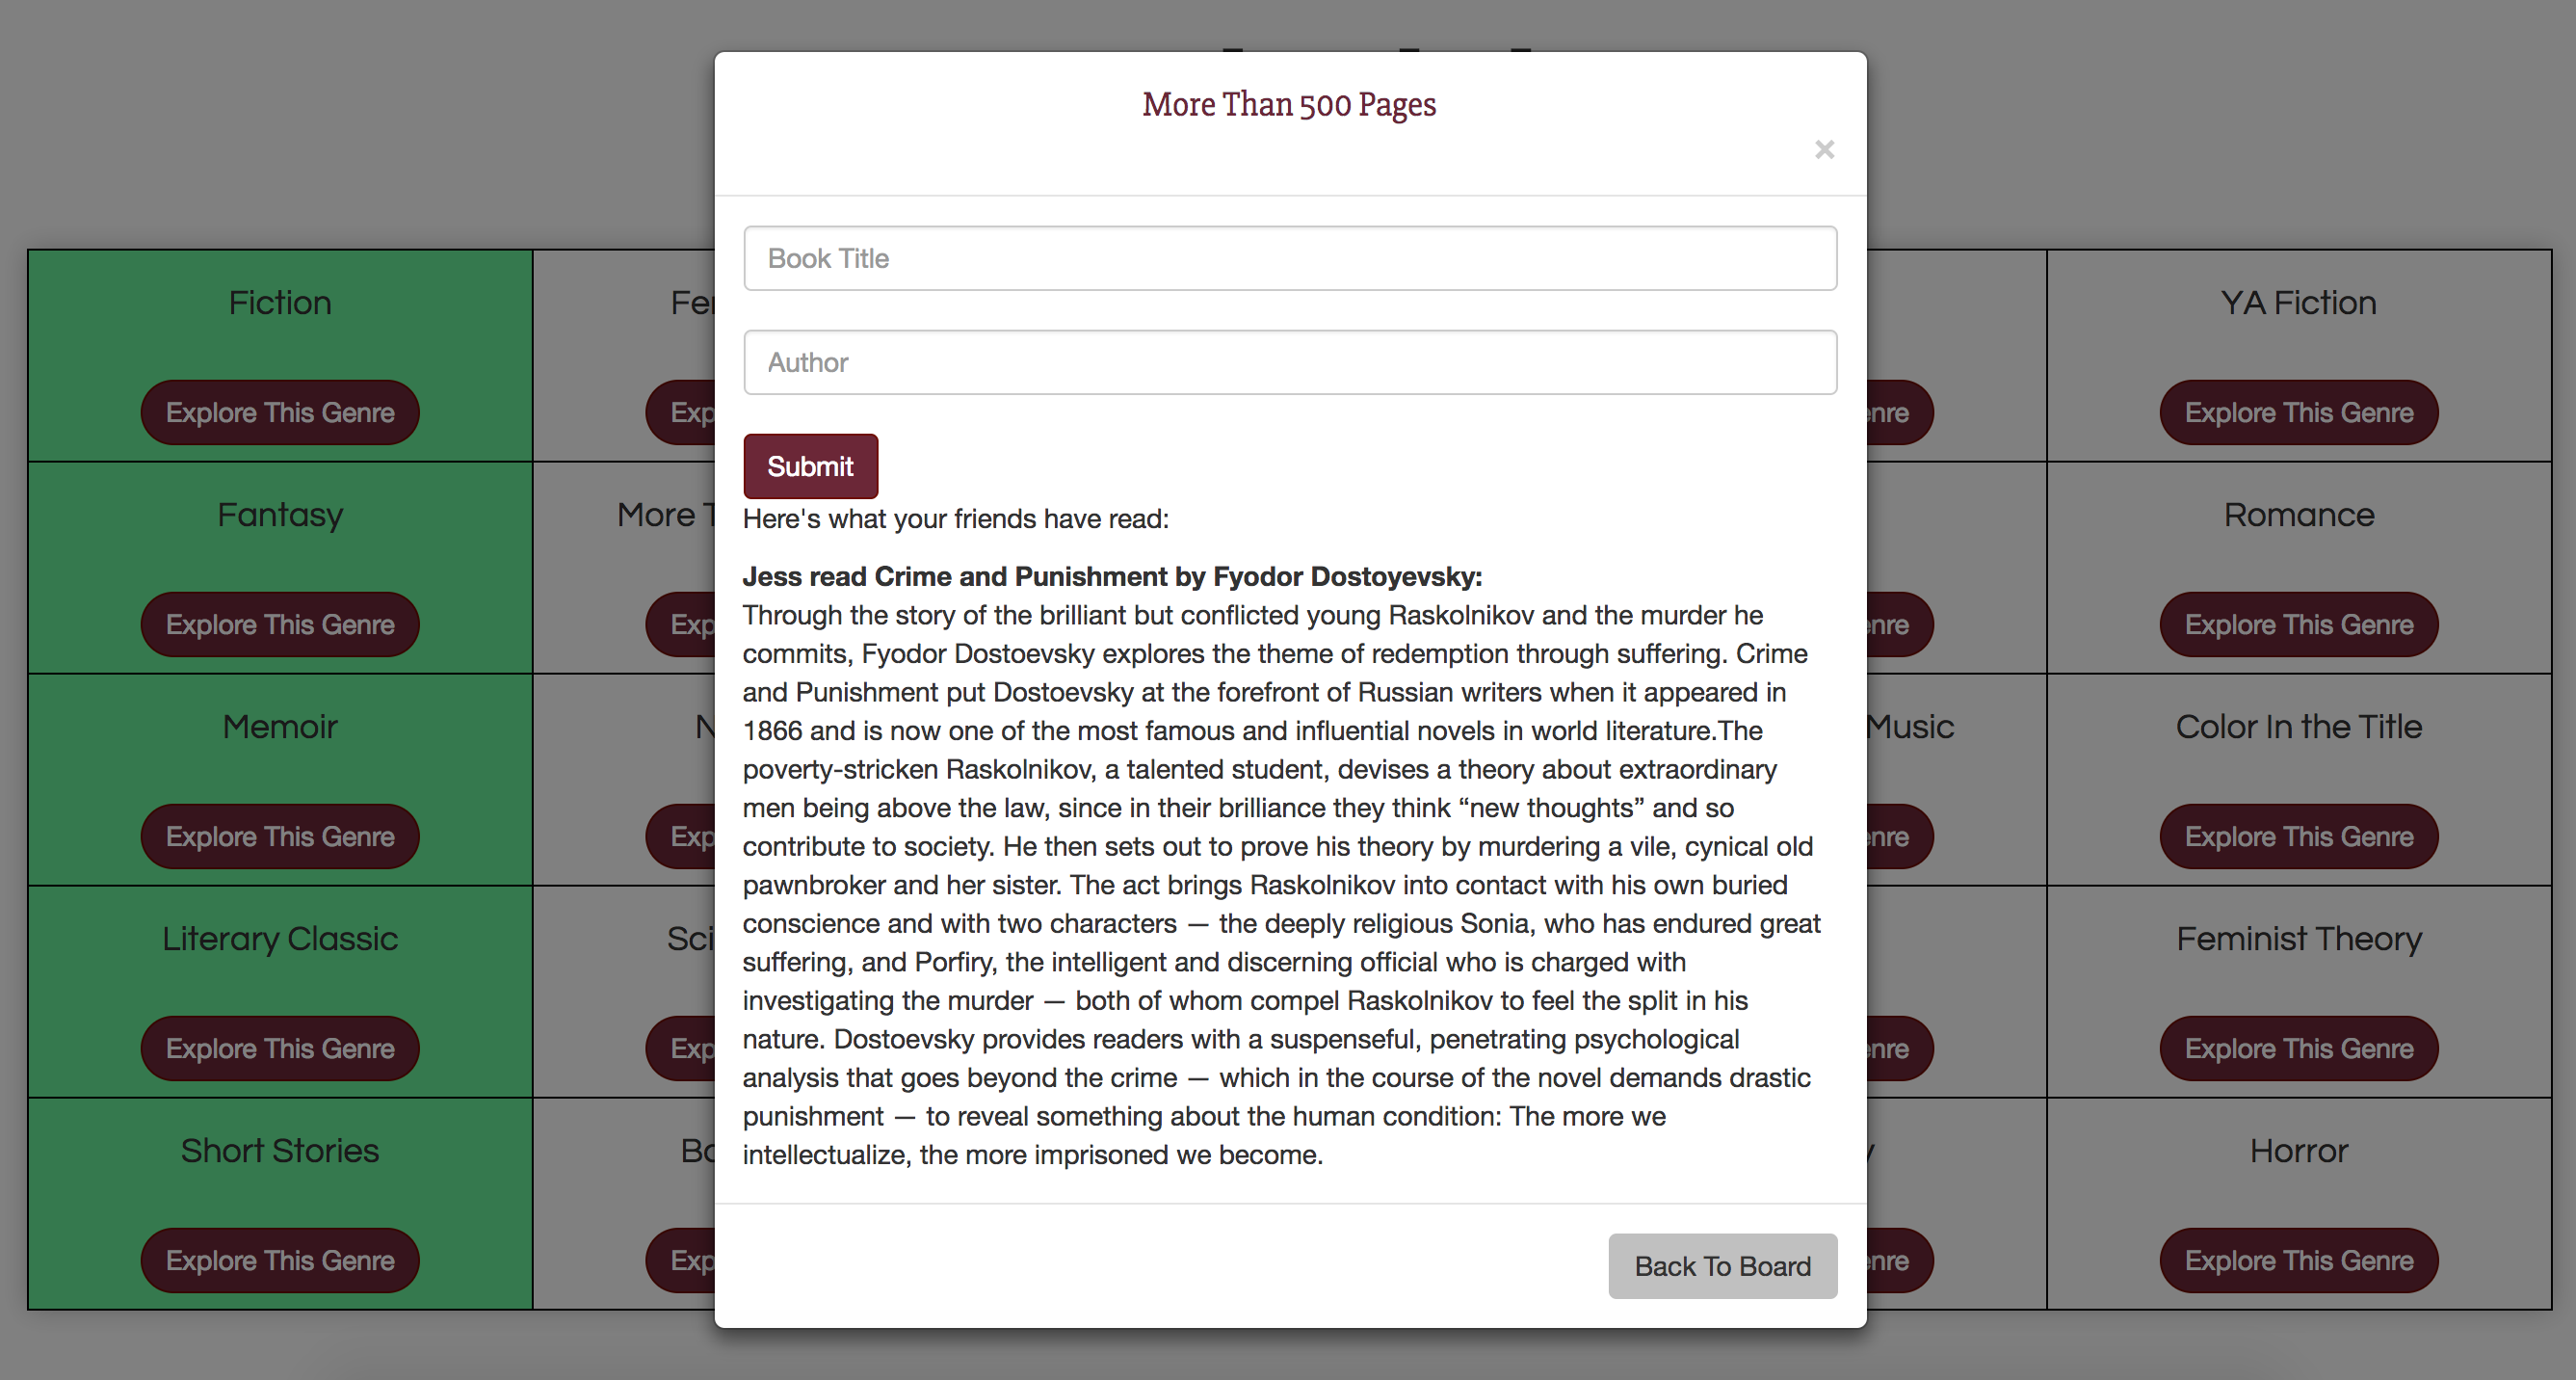 More Than 500 Pages
×
Book Title
Author
Submit
Here's what your friends have read:
Jess read Crime and Punishment by Fyodor Dostoyevsky:
Through the story of the brilliant but conflicted young Raskolnikov and the murder he
commits, Fyodor Dostoevsky explores the theme of redemption through suffering. Crime
and Punishment put Dostoevsky at the forefront of Russian writers when it appeared in
1866 and is now one of the most famous and influential novels in world literature.The
poverty-stricken Raskolnikov, a talented student, devises a theory about extraordinary
men being above the law, since in their brilliance they think “new thoughts” and so
contribute to society. He then sets out to prove his theory by murdering a vile, cynical old
pawnbroker and her sister. The act brings Raskolnikov into contact with his own buried
conscience and with two characters — the deeply religious Sonia, who has endured great
suffering, and Porfiry, the intelligent and discerning official who is charged with
investigating the murder — both of whom compel Raskolnikov to feel the split in his
nature. Dostoevsky provides readers with a suspenseful, penetrating psychological
analysis that goes beyond the crime — which in the course of the novel demands drastic
punishment — to reveal something about the human condition: The more we
intellectualize, the more imprisoned we become.
Back To Board
Fiction
YA Fiction
Explore This Genre
Explore This Genre
Fantasy
More
Romance
Explore This Genre
Explore This Genre
Memoir
Music
Color In the Title
Explore This Genre
Explore This Genre
Literary Classic
Feminist Theory
Explore This Genre
Explore This Genre
Short Stories
Horror
Explore This Genre
Explore This Genre